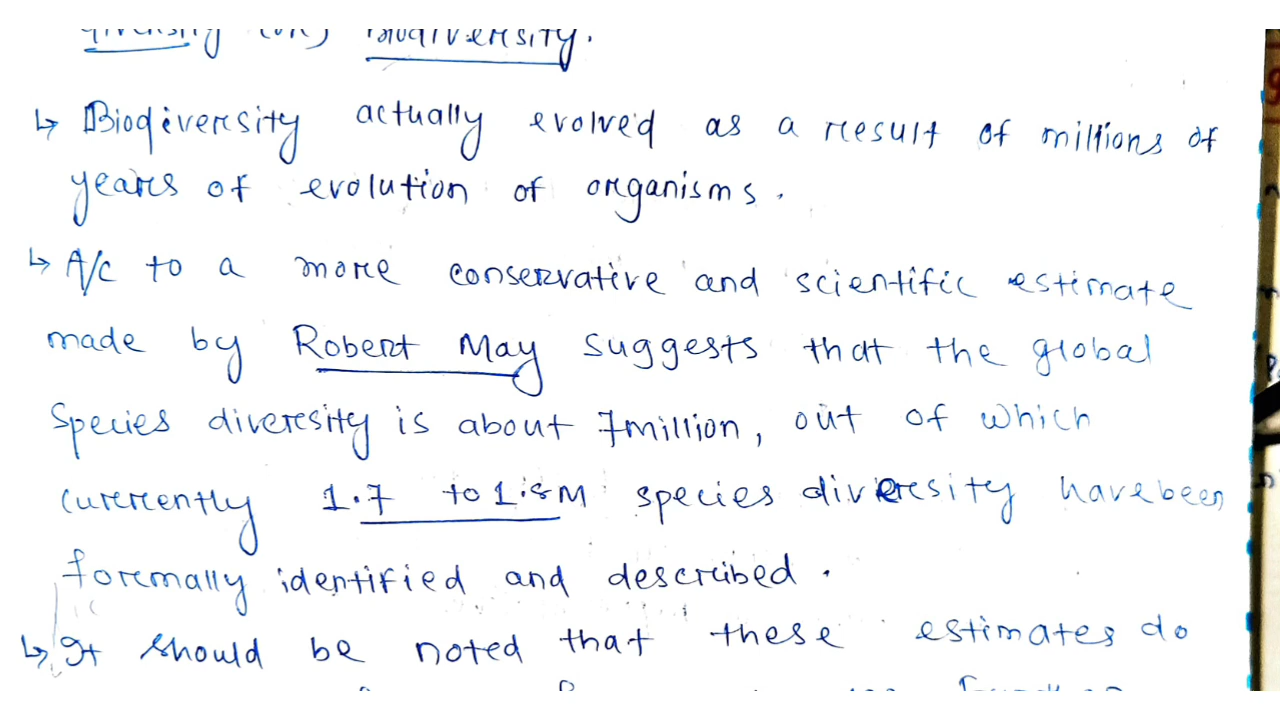 diversity (or) Biodiversity.
↳ Biodiversity actually evolved as a result of millions of
years of evolution of organisms.
↳ A/c to a more conservative and scientific estimate
made by Robert May suggests that the global
Species diversity is about 7million, out of which
currently 1.7 to 1.8M species diversity have been
formally identified and described.
↳ It should be noted that these estimates do